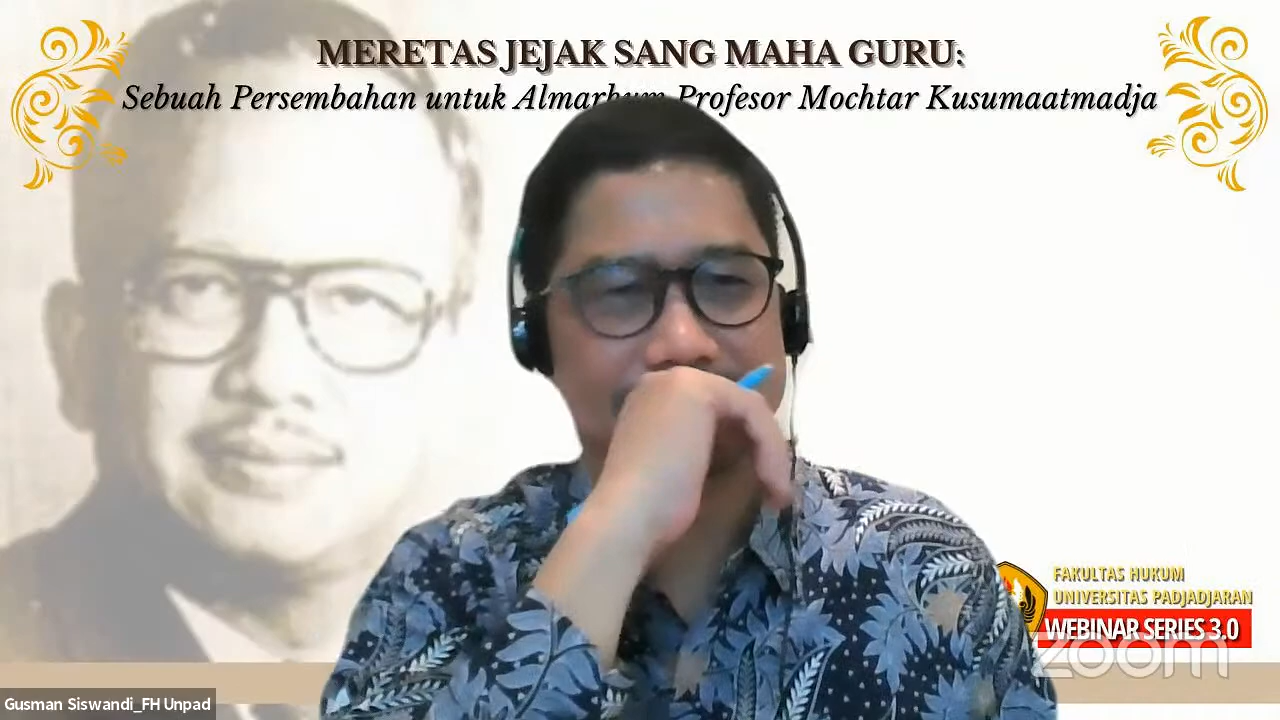 MERETAS JEJAK SANG MAHA GURU:
Sebuah Persembahan untuk Almarhum Profesor Mochtar Kusumaatmadja
FAKULTAS HUKUM
UNIVERSITAS PADJADJARAN
WEBINAR SERIES 3.0
zoom
Gusman Siswandi_FH Unpad